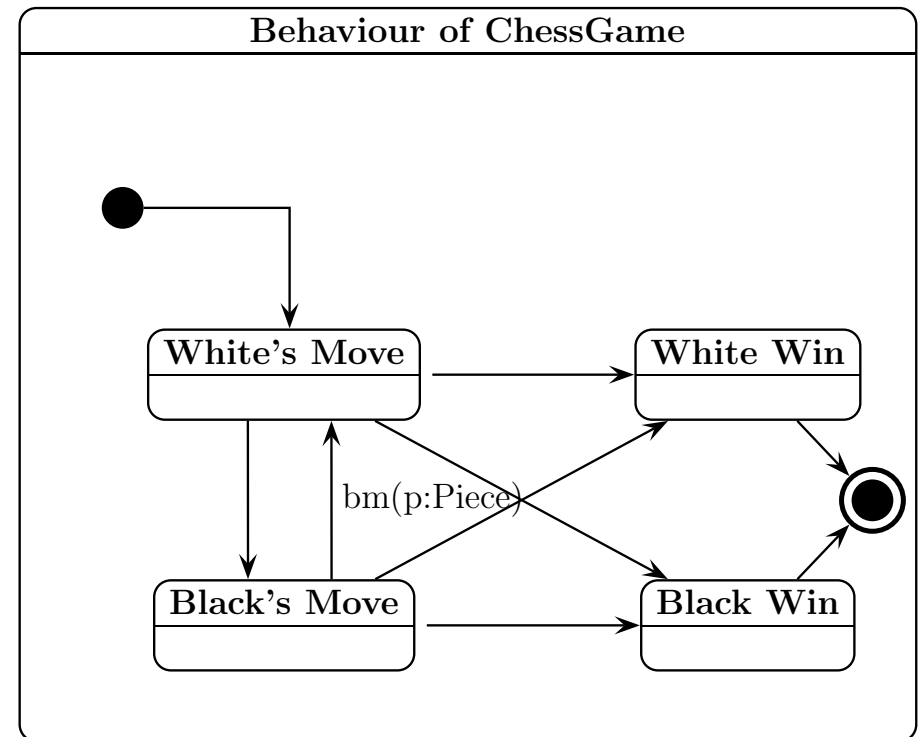 Behaviour of ChessGame
White's Move
White Win
bm(p:Piece)
Black's Move
Black Win